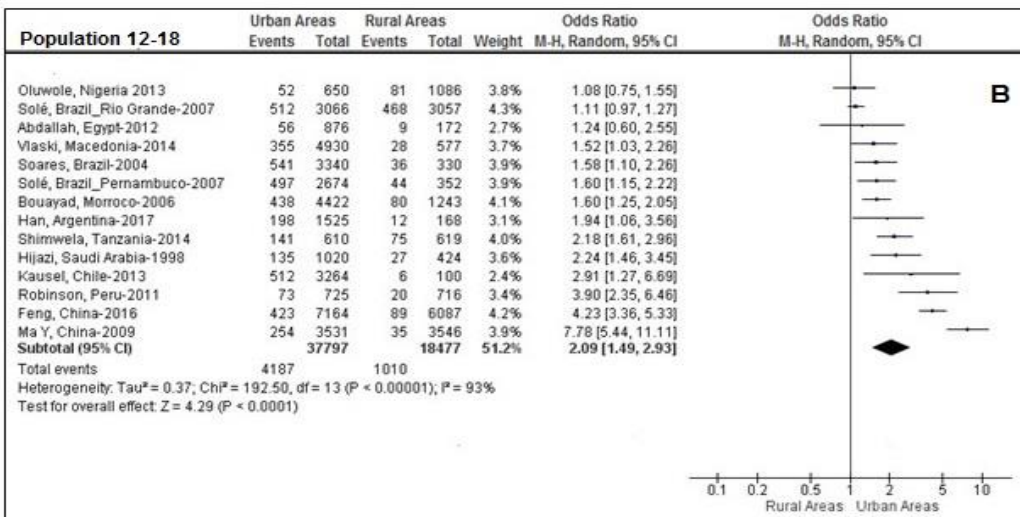 Urban Areas Rural Areas Odds Ratio Odds Ratio
Population 12-18 Events Total Events Total Weight M-H, Random, 95% CI M-H, Random, 95% CI
B
Oluwole, Nigeria 2013 52 650 81 1086 3.8% 1.08 [0.75, 1.55]
Solé, Brazil_Rio Grande-2007 512 3066 468 3057 4.3% 1.11 [0.97, 1.27]
Abdallah, Egypt-2012 56 876 9 172 2.7% 1.24 [0.60, 2.55]
Vlaski, Macedonia-2014 355 4930 28 577 3.7% 1.52 [1.03, 2.26]
Soares, Brazil-2004 541 3340 36 330 3.8% 1.58 [1.10, 2.26]
Solé, Brazil_Pernambuco-2007 497 2674 44 352 3.9% 1.60 [1.15, 2.22]
Bouayad, Morroco-2006 438 4422 80 1243 4.1% 1.60 [1.25, 2.05]
Han, Argentina-2017 198 1525 12 168 3.1% 1.94 [1.06, 3.56]
Shimwela, Tanzania-2014 141 610 75 619 4.0% 2.18 [1.61, 2.96]
Hijazi, Saudi Arabia-1998 135 1020 27 424 3.6% 2.24 [1.46, 3.45]
Kausel, Chile-2013 512 3264 6 100 2.4% 2.91 [1.27, 6.69]
Robinson, Peru-2011 73 725 20 716 3.4% 3.90 [2.35, 6.46]
Feng, China-2016 423 7164 89 6087 4.2% 4.23 [3.36, 5.33]
Ma Y, China-2009 254 3531 35 3546 3.9% 7.78 [5.44, 11.11]
Subtotal (95% CI) 37797 18477 51.2% 2.09 [1.49, 2.93]
Total events 4187 1010
Heterogeneity: Tau² = 0.37; Chi² = 192.50, df = 13 (P < 0.00001); I² = 93%
Test for overall effect: Z = 4.29 (P < 0.0001)
0.1 0.2 0.5 1 2 5 10
Rural Areas Urban Areas